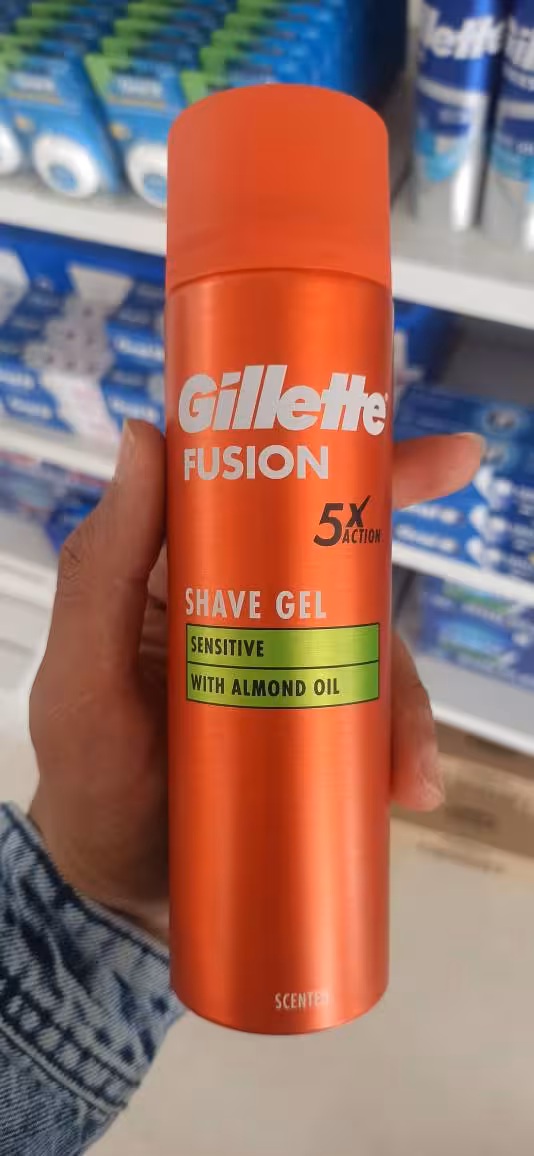 Gillette
FUSION
5X
ACTION
SHAVE GEL
SENSITIVE
WITH ALMOND OIL
SCENTED